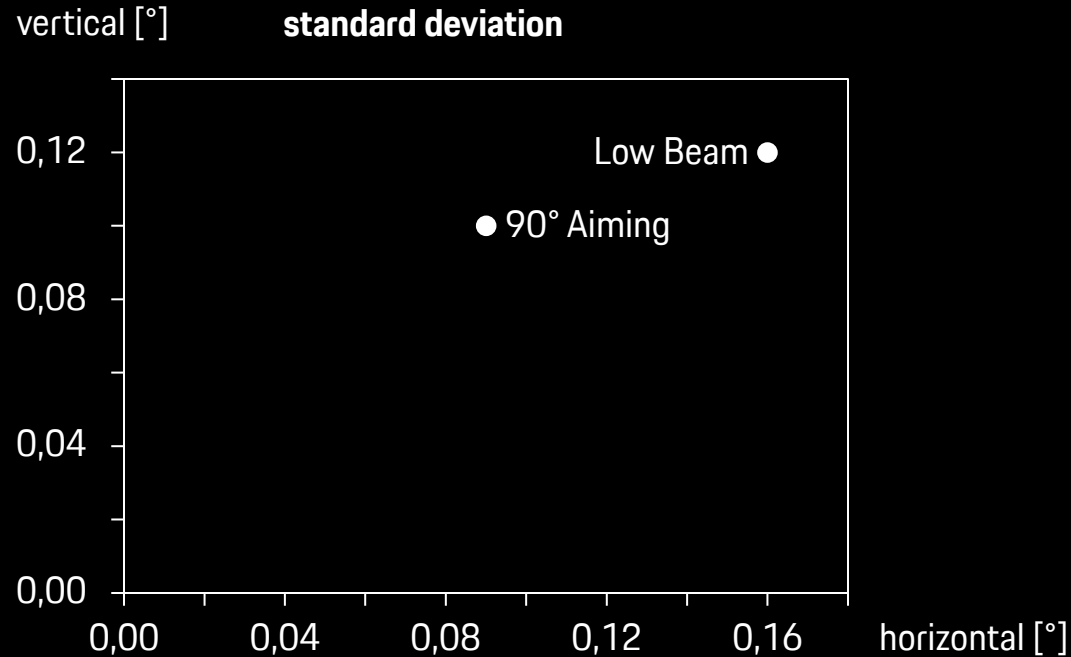 vertical [°]
standard deviation
0,12
Low Beam
90° Aiming
0,08
0,04
0,00
0,00
0,04
0,08
0,12
0,16
horizontal [°]